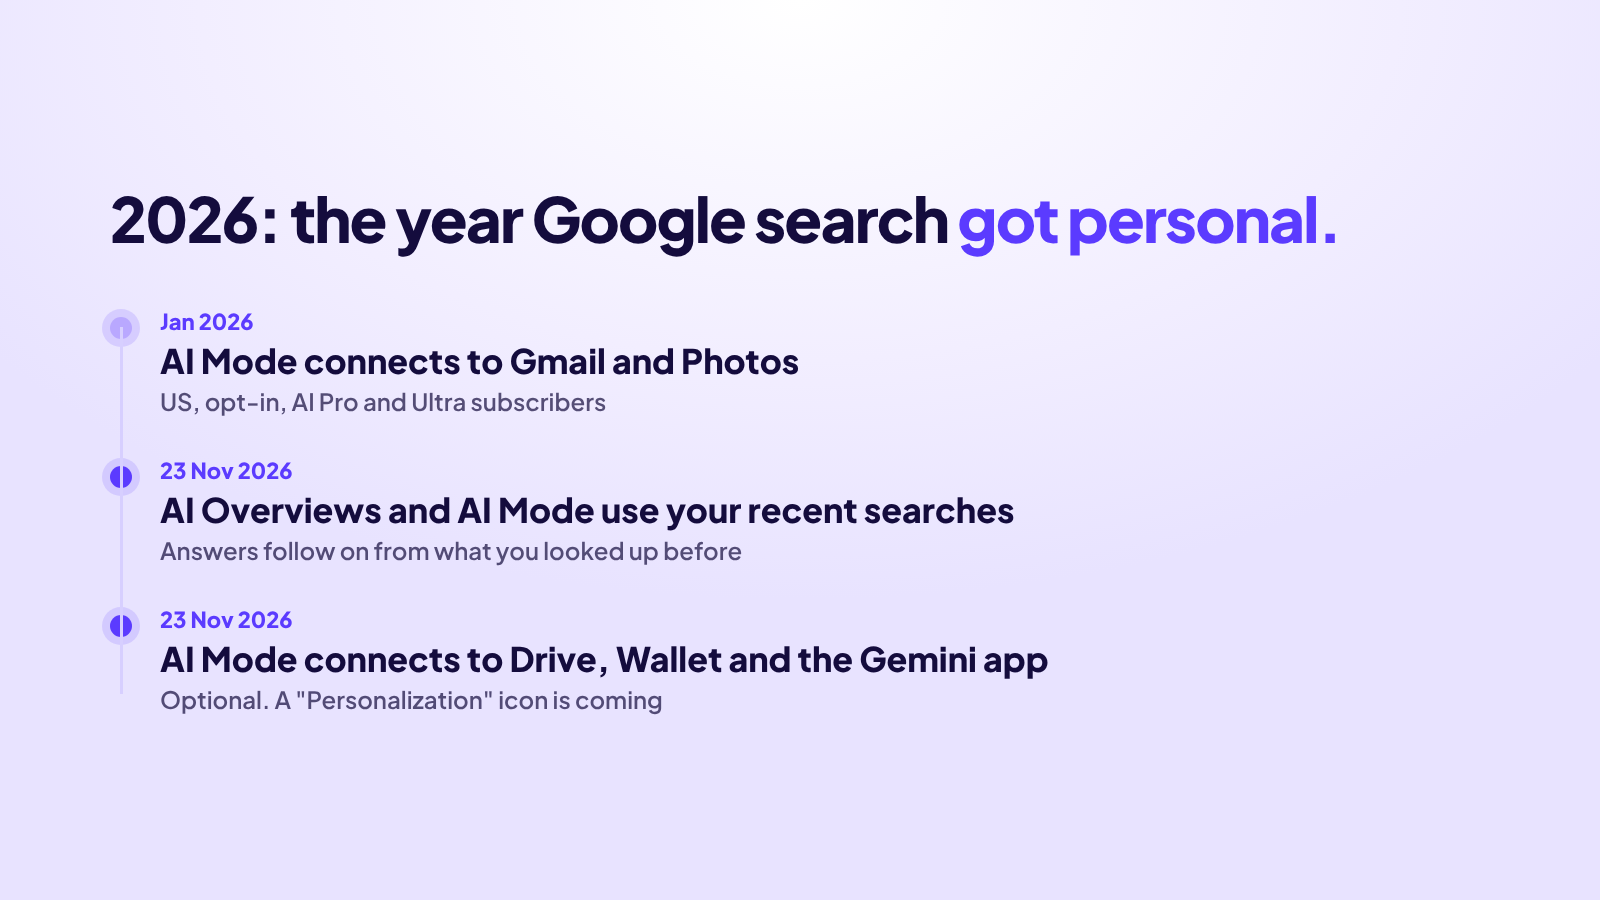 2026: the year Google search got personal.
Jan 2026
AI Mode connects to Gmail and Photos
US, opt-in, AI Pro and Ultra subscribers
23 Nov 2026
AI Overviews and AI Mode use your recent searches
Answers follow on from what you looked up before
23 Nov 2026
AI Mode connects to Drive, Wallet and the Gemini app
Optional. A "Personalization" icon is coming